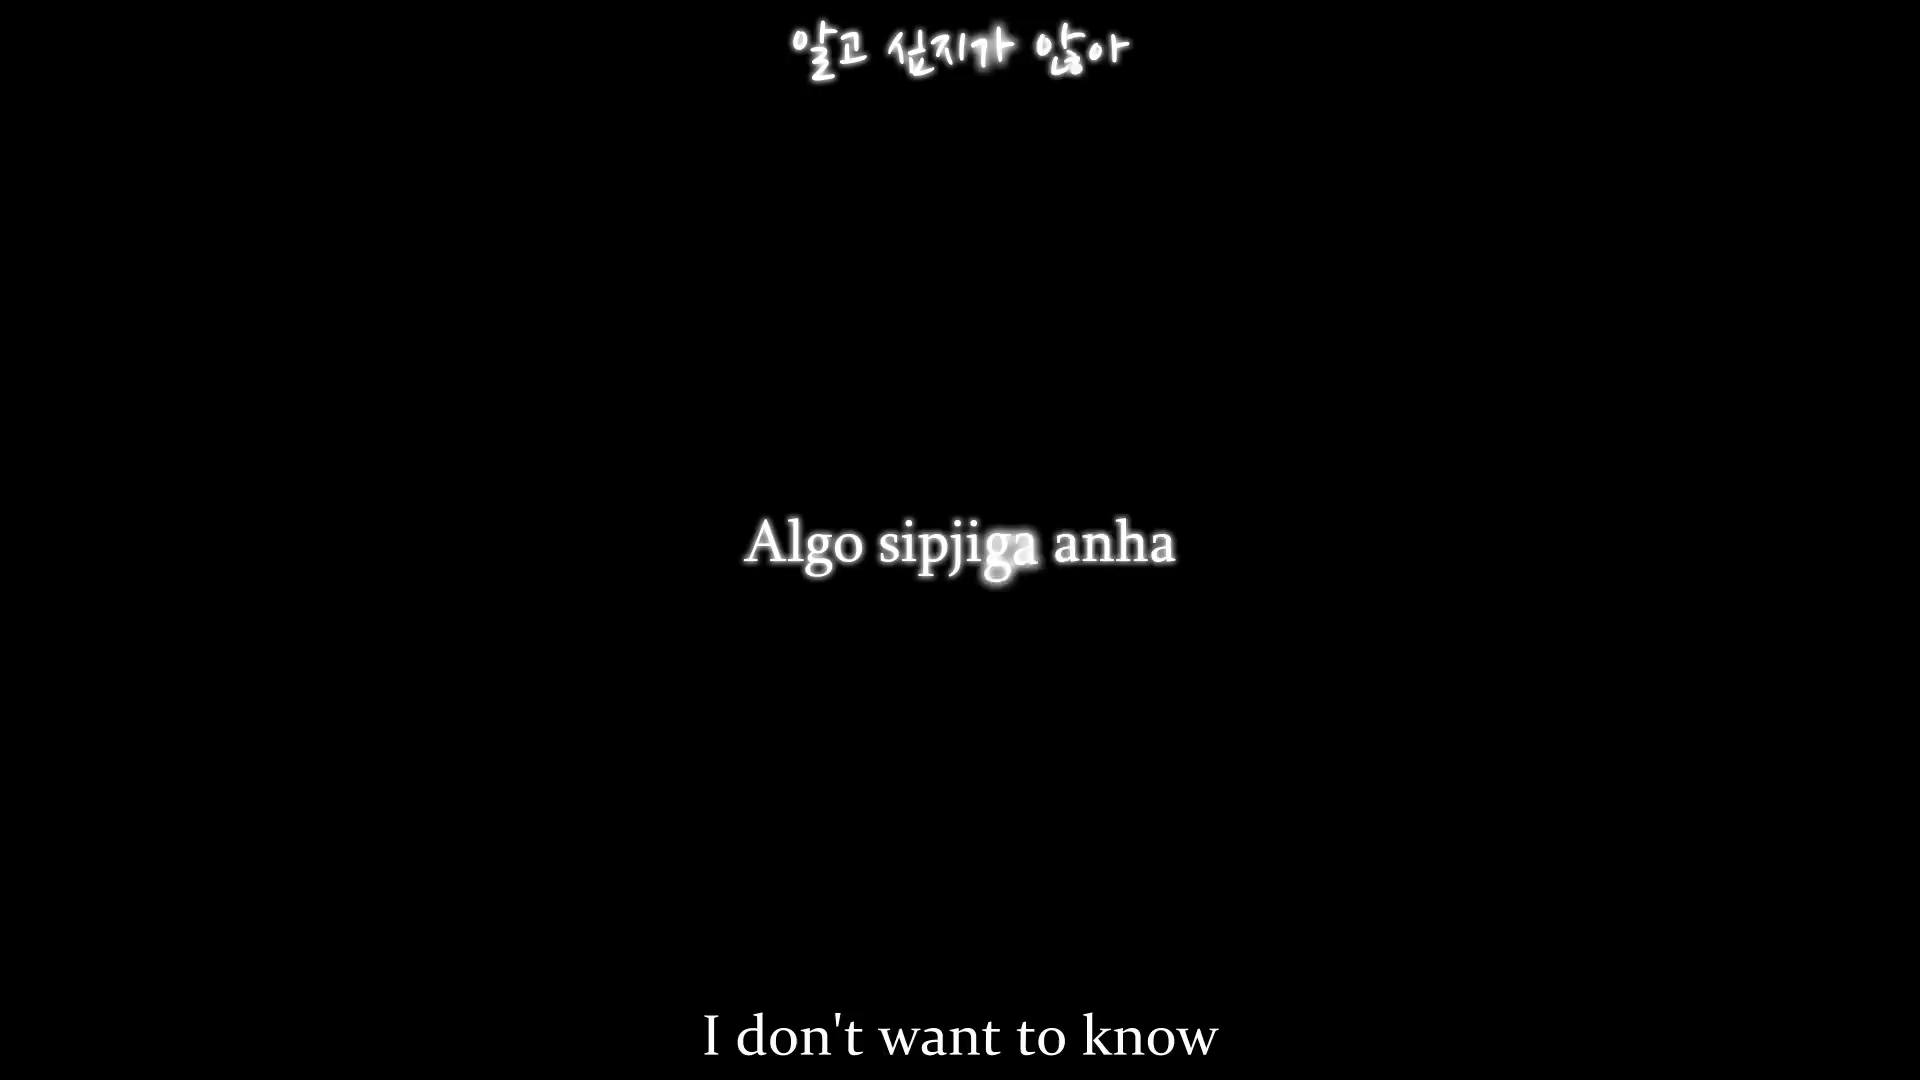 알고 싶지가 않아
Algo sipjiga anha
I don't want to know